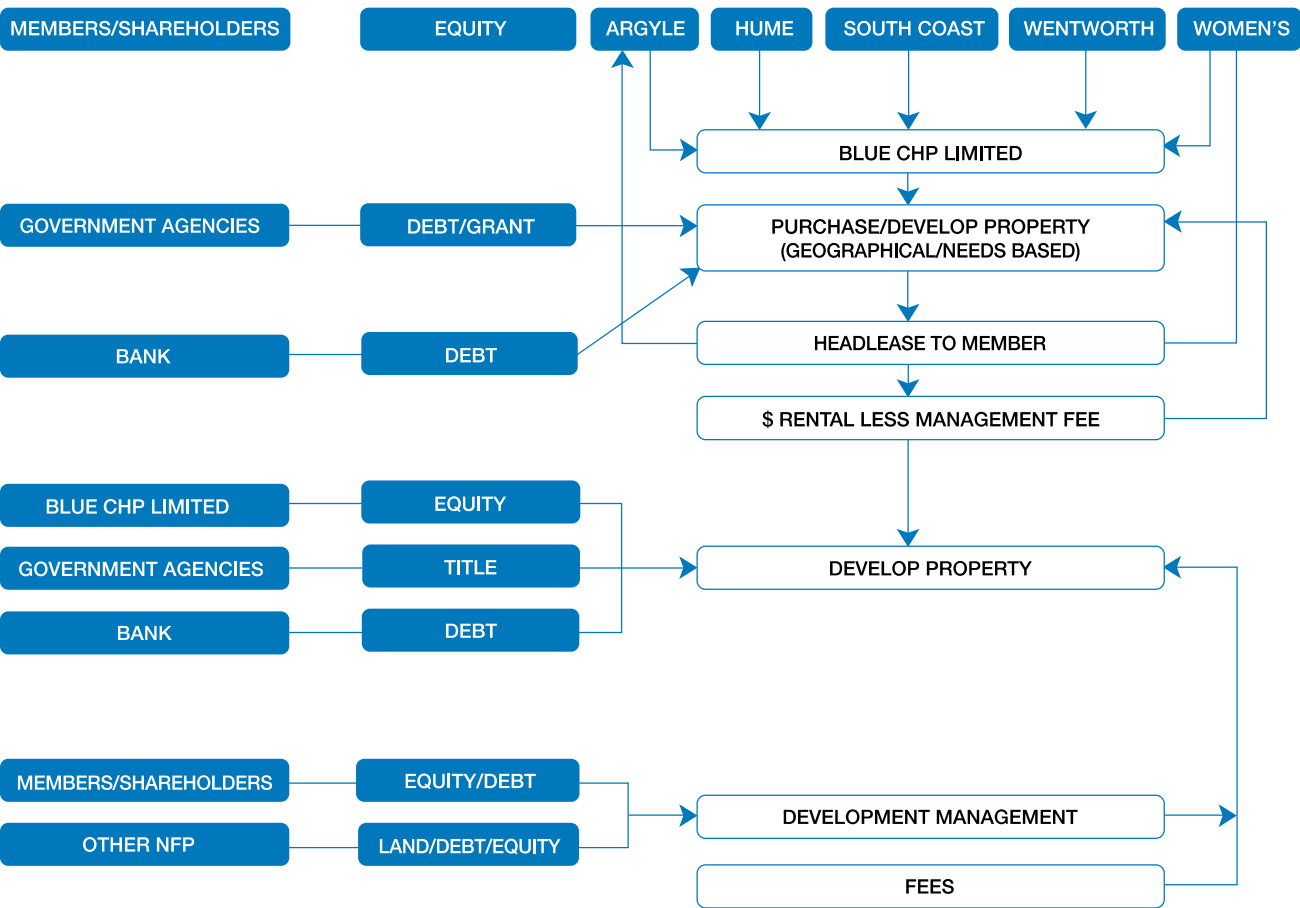 MEMBERS/SHAREHOLDERS
EQUITY
ARGYLE
HUME
SOUTH COAST
WENTWORTH
WOMEN'S
BLUE CHP LIMITED
GOVERNMENT AGENCIES
DEBT/GRANT
PURCHASE/DEVELOP PROPERTY
(GEOGRAPHICAL/NEEDS BASED)
BANK
DEBT
HEADLEASE TO MEMBER
$ RENTAL LESS MANAGEMENT FEE
BLUE CHP LIMITED
EQUITY
GOVERNMENT AGENCIES
TITLE
DEVELOP PROPERTY
BANK
DEBT
MEMBERS/SHAREHOLDERS
EQUITY/DEBT
DEVELOPMENT MANAGEMENT
OTHER NFP
LAND/DEBT/EQUITY
FEES